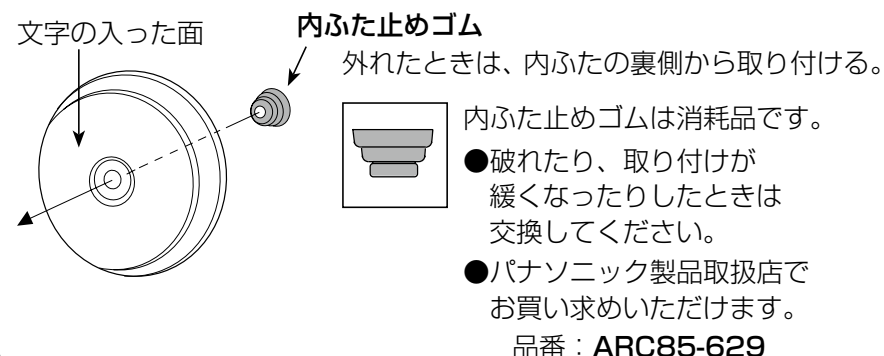 文字の入った面
内ふた止めゴム
外れたときは、内ふたの裏側から取り付ける。
内ふた止めゴムは消耗品です。
●破れたり、取り付けが
緩くなったりしたときは
交換してください。
●パナソニック製品取扱店で
お買い求めいただけます。
品番：ARC85-629